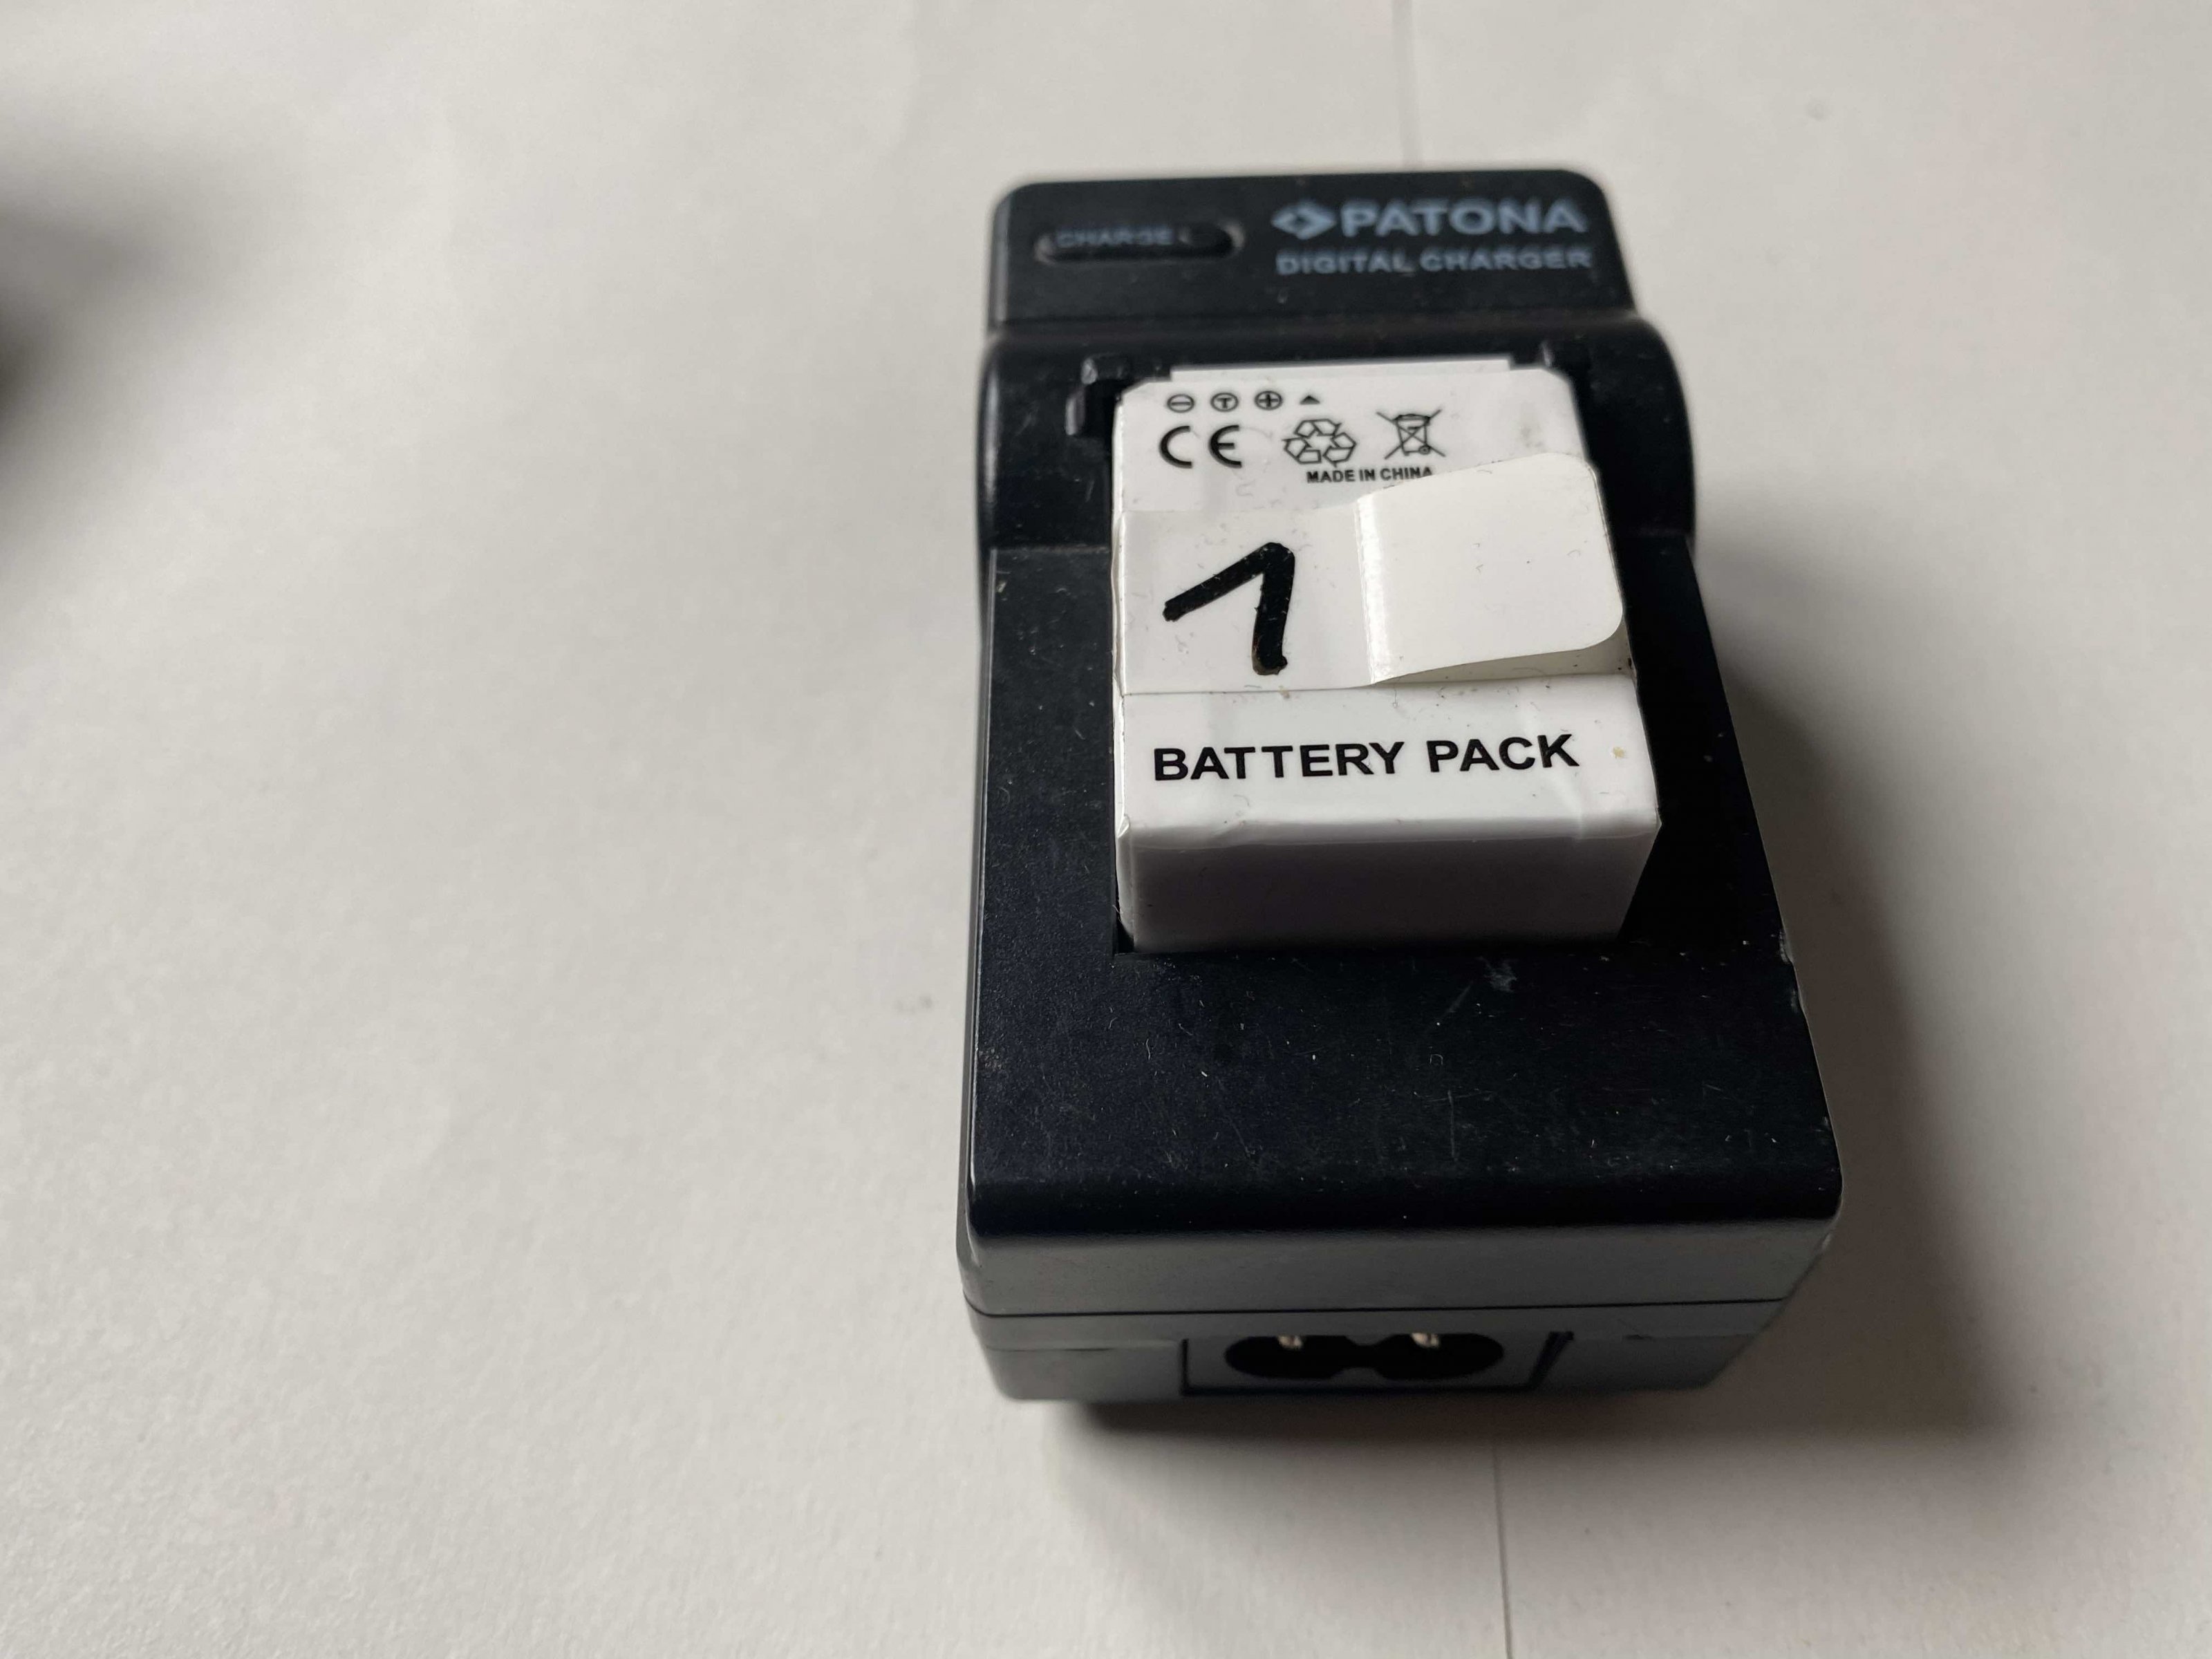 CHARGE
PATONA
DIGITAL CHARGER
- T +
CE
MADE IN CHINA
1
BATTERY PACK